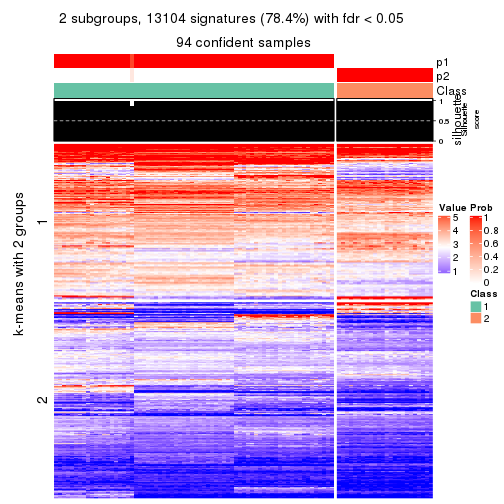 2 subgroups, 13104 signatures (78.4%) with fdr < 0.05
94 confident samples
p1
p2
Class
1
0.5
0
silhouette
Silhouette
score
k-means with 2 groups
1
2
Value
5
4
3
2
1
Prob
1
0.8
0.6
0.4
0.2
0
Class
1
2